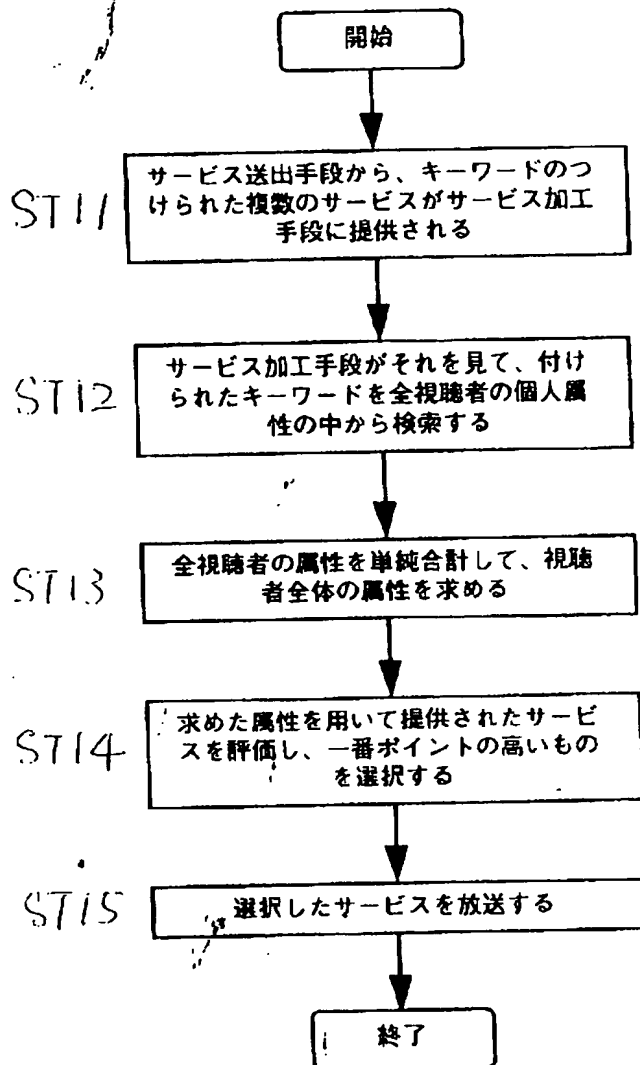 開始
ST11
サービス送出手段から、キーワードのつ
けられた複数のサービスがサービス加工
手段に提供される
ST12
サービス加工手段がそれを見て、付け
られたキーワードを全視聴者の個人属
性の中から検索する
ST13
全視聴者の属性を単純合計して、視聴
者全体の属性を求める
ST14
求めた属性を用いて提供されたサービ
スを評価し、一番ポイントの高いもの
を選択する
ST15
選択したサービスを放送する
終了